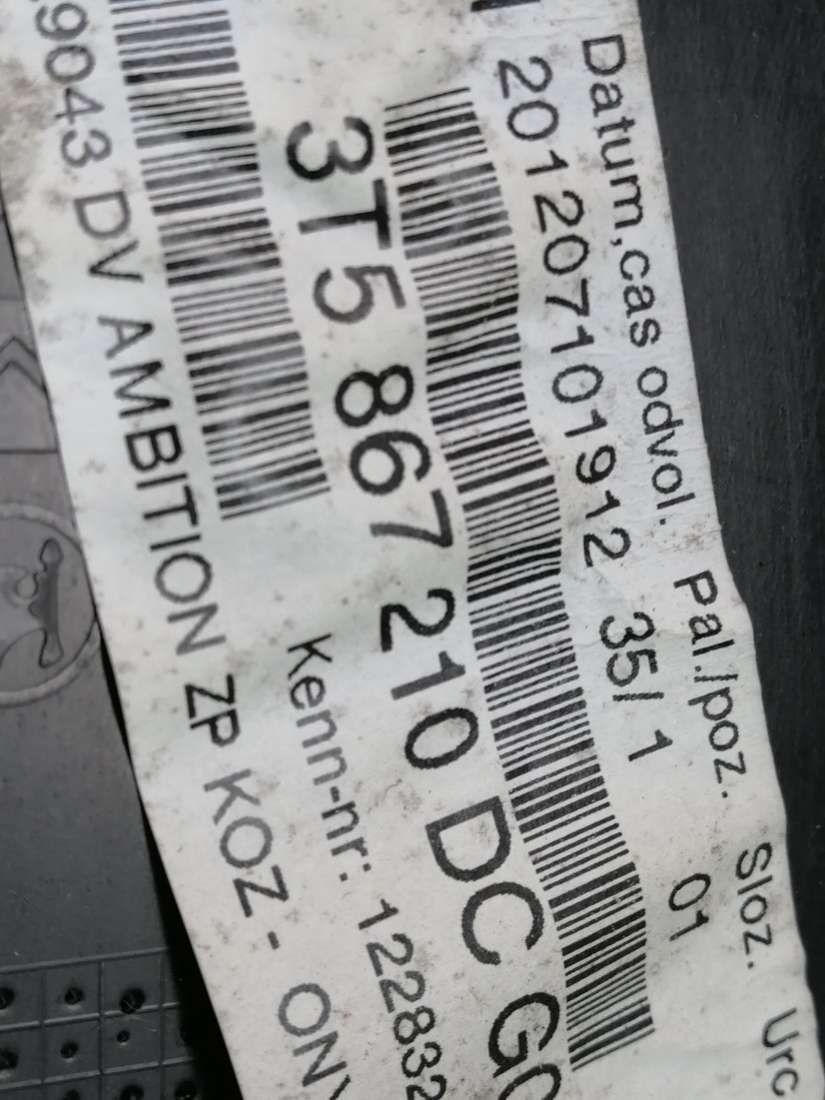 Datum,cas odvol. Pal./poz. Sloz. Urc
201207101912 35/ 1 01
3T5 867 210 DC
Kenn-nr: 122832
9043 DV AMBITION ZP KOZ -